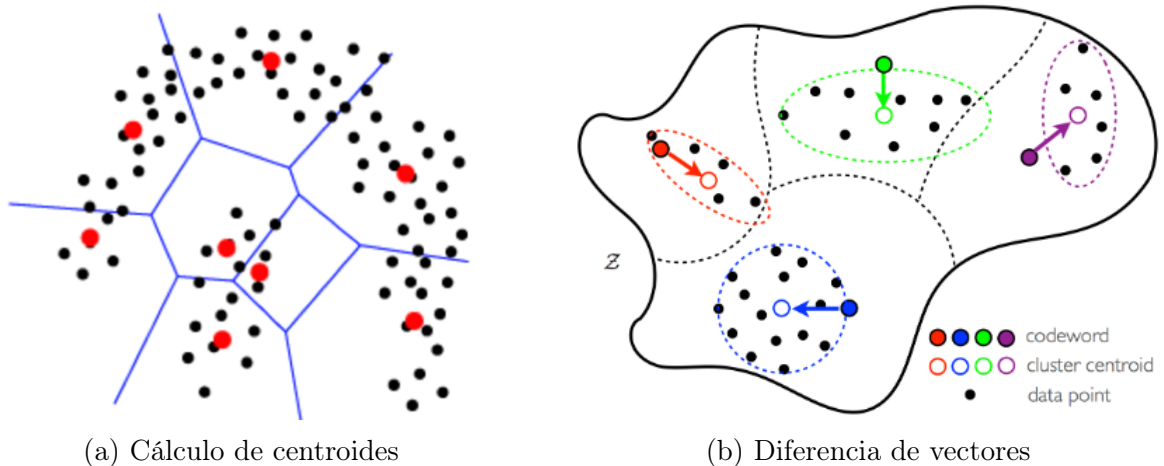 𝒵
codeword
cluster centroid
data point
(a) Cálculo de centroides
(b) Diferencia de vectores